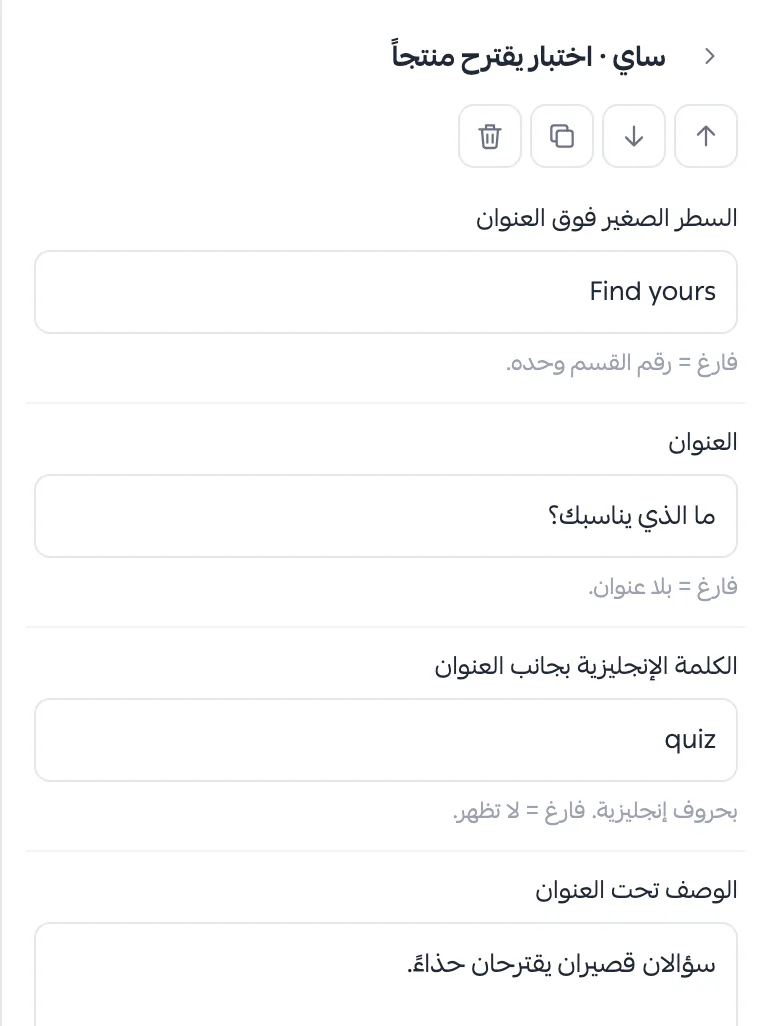 ساي · اختبار يقترح منتجاً
السطر الصغير فوق العنوان
Find yours
فارغ = رقم القسم وحده.
العنوان
ما الذي يناسبك؟
فارغ = بلا عنوان.
الكلمة الإنجليزية بجانب العنوان
quiz
بحروف إنجليزية. فارغ = لا تظهر.
الوصف تحت العنوان
سؤالان قصيران يقترحان حذاءً.